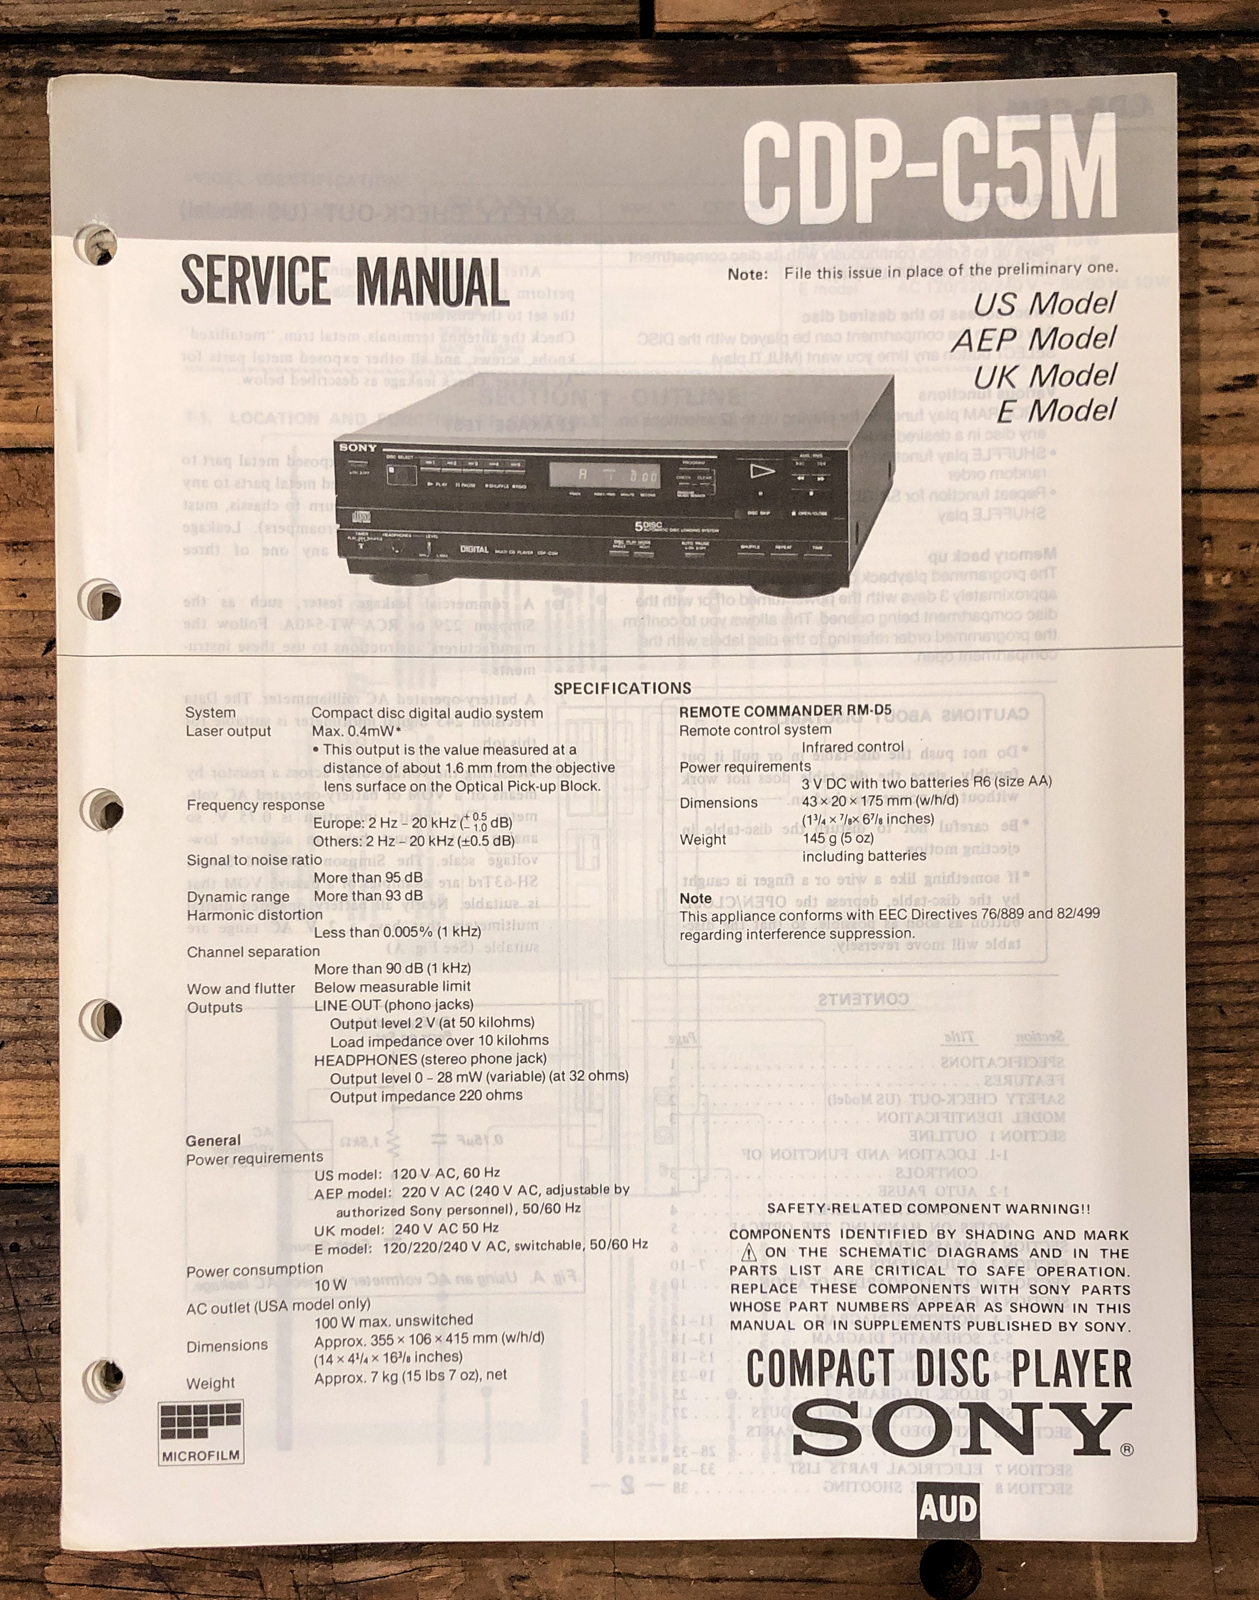 CDP-C5M
SERVICE MANUAL
Note: File this issue in place of the preliminary one.
US Model
AEP Model
UK Model
E Model
SONY
DISC SELECT
5 DISC
DIGITAL
SPECIFICATIONS
System Compact disc digital audio system
Laser output Max. 0.4mW*
• This output is the value measured at a
distance of about 1.6 mm from the objective
lens surface on the Optical Pick-up Block.
Frequency response
Europe: 2 Hz – 20 kHz (+ 0.5 – 1.0 dB)
Others: 2 Hz – 20 kHz (±0.5 dB)
Signal to noise ratio
More than 95 dB
Dynamic range More than 93 dB
Harmonic distortion
Less than 0.005% (1 kHz)
Channel separation
More than 90 dB (1 kHz)
Wow and flutter Below measurable limit
Outputs LINE OUT (phono jacks)
Output level 2 V (at 50 kilohms)
Load impedance over 10 kilohms
HEADPHONES (stereo phone jack)
Output level 0 – 28 mW (variable) (at 32 ohms)
Output impedance 220 ohms
General
Power requirements
US model: 120 V AC, 60 Hz
AEP model: 220 V AC (240 V AC, adjustable by
authorized Sony personnel), 50/60 Hz
UK model: 240 V AC 50 Hz
E model: 120/220/240 V AC, switchable, 50/60 Hz
Power consumption
10 W
AC outlet (USA model only)
100 W max. unswitched
Dimensions Approx. 355 × 106 × 415 mm (w/h/d)
(14 × 4 1/4 × 16 3/8 inches)
Weight Approx. 7 kg (15 lbs 7 oz), net
MICROFILM
REMOTE COMMANDER RM-D5
Remote control system
Infrared control
Power requirements
3 V DC with two batteries R6 (size AA)
Dimensions 43 × 20 × 175 mm (w/h/d)
(1 3/4 × 7/8 × 6 7/8 inches)
Weight 145 g (5 oz)
including batteries
Note
This appliance conforms with EEC Directives 76/889 and 82/499
regarding interference suppression.
SAFETY-RELATED COMPONENT WARNING!!
COMPONENTS IDENTIFIED BY SHADING AND MARK
⚠ ON THE SCHEMATIC DIAGRAMS AND IN THE
PARTS LIST ARE CRITICAL TO SAFE OPERATION.
REPLACE THESE COMPONENTS WITH SONY PARTS
WHOSE PART NUMBERS APPEAR AS SHOWN IN THIS
MANUAL OR IN SUPPLEMENTS PUBLISHED BY SONY.
COMPACT DISC PLAYER
SONY®
AUD